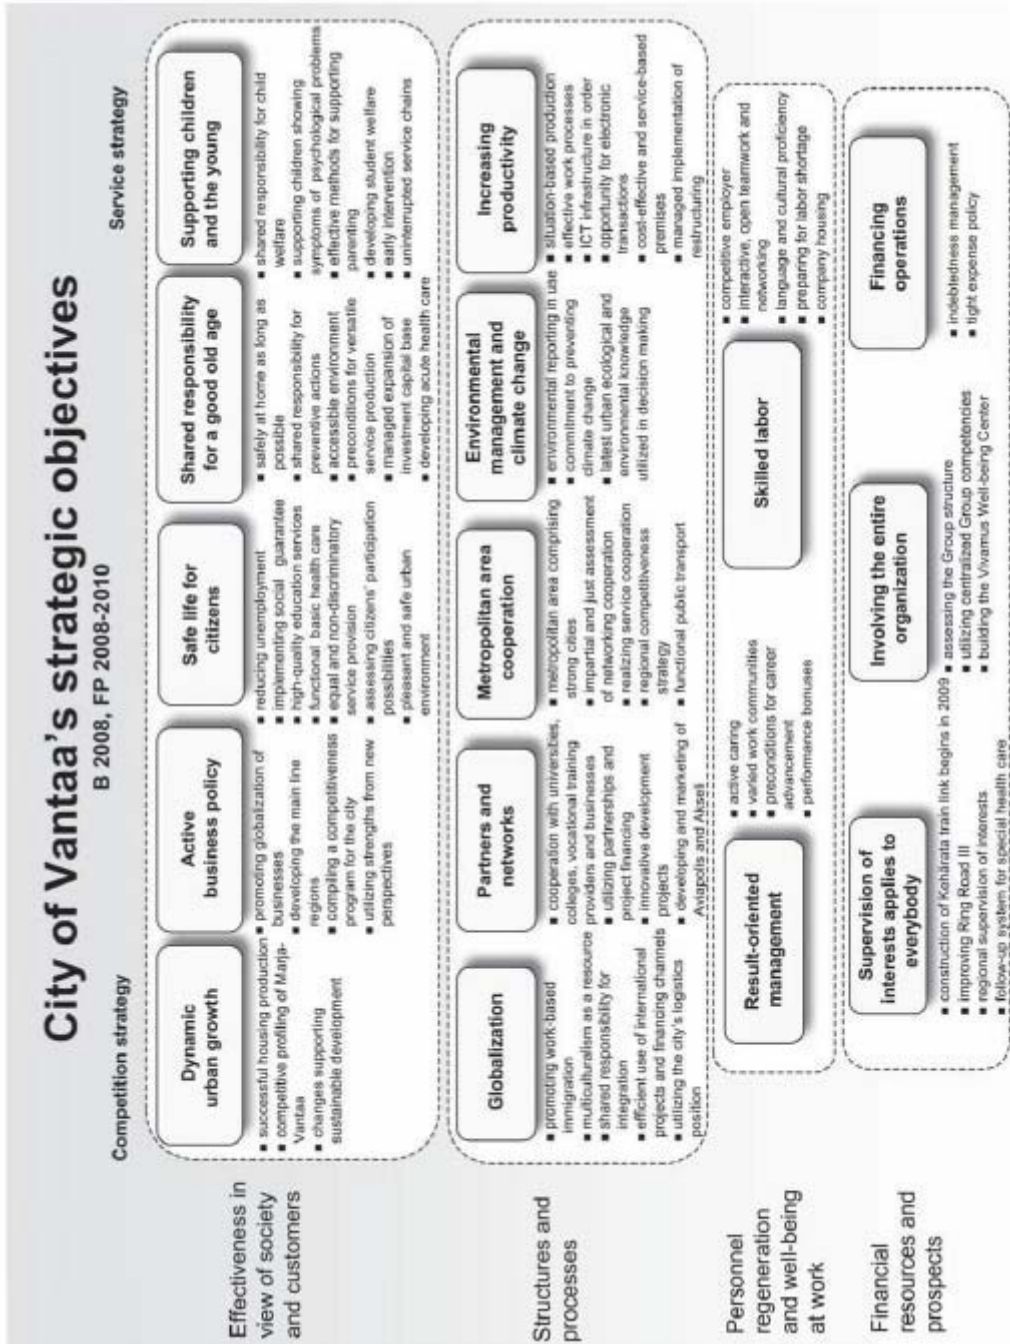 City of Vantaa's strategic objectives
B 2008, FP 2008-2010
Competition strategy
Service strategy
Effectiveness in
view of society
and customers
Dynamic
urban growth
▪ successful housing production
▪ competitive profiling of Marja-
Vantaa
▪ changes supporting
sustainable development
Active
business policy
▪ promoting globalization of
businesses
▪ developing the main line
regions
▪ compiling a competitiveness
program for the city
▪ utilizing strengths from new
perspectives
Safe life for
citizens
▪ reducing unemployment
▪ implementing social guarantee
▪ high-quality education services
▪ functional basic health care
▪ equal and non-discriminatory
service provision
▪ assessing citizens' participation
possibilities
▪ pleasant and safe urban
environment
Shared responsibility
for a good old age
▪ safely at home as long as
possible
▪ shared responsibility for
preventive actions
▪ accessible environment
▪ preconditions for versatile
service production
▪ managed expansion of
investment capital base
▪ developing acute health care
Supporting children
and the young
▪ shared responsibility for child
welfare
▪ supporting children showing
symptoms of psychological problems
▪ effective methods for supporting
parenting
▪ developing student welfare
▪ early intervention
▪ uninterrupted service chains
Structures and
processes
Globalization
▪ promoting work-based
immigration
▪ multiculturalism as a resource
▪ shared responsibility for
integration
▪ efficient use of international
projects and financing channels
▪ utilizing the city's logistics
position
Partners and
networks
▪ cooperation with universities,
colleges, vocational training
providers and businesses
▪ utilizing partnerships and
project financing
▪ innovative development
projects
▪ developing and marketing of
Aviapolis and Akseli
Metropolitan area
cooperation
▪ metropolitan area comprising
strong cities
▪ impartial and just assessment
of networking cooperation
▪ realizing service cooperation
▪ regional competitiveness
strategy
▪ functional public transport
Environmental
management and
climate change
▪ environmental reporting in use
▪ commitment to preventing
climate change
▪ latest urban ecological and
environmental knowledge
utilized in decision making
Increasing
productivity
▪ situation-based production
▪ effective work processes
▪ ICT infrastructure in order
▪ opportunity for electronic
transactions
▪ cost-effective and service-based
premises
▪ managed implementation of
restructuring
Personnel
regeneration
and well-being
at work
Result-oriented
management
▪ active caring
▪ varied work communities
▪ preconditions for career
advancement
▪ performance bonuses
Skilled labor
▪ competitive employer
▪ interactive, open teamwork and
networking
▪ language and cultural proficiency
▪ preparing for labor shortage
▪ company housing
Financial
resources and
prospects
Supervision of
interests applies to
everybody
▪ construction of Kehärata train link begins in 2009
▪ improving Ring Road III
▪ regional supervision of interests
▪ follow-up system for special health care
Involving the entire
organization
▪ assessing the Group structure
▪ utilizing centralized Group competencies
▪ building the Vivamus Well-being Center
Financing
operations
▪ indebtedness management
▪ tight expense policy